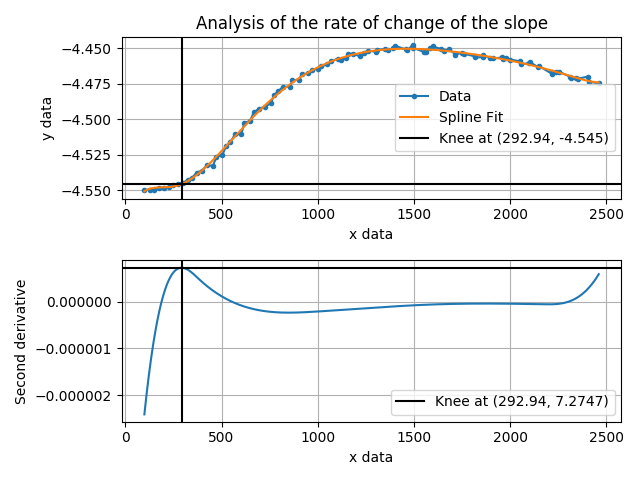 Analysis of the rate of change of the slope
−4.450
−4.475
−4.500
−4.525
−4.550
y data
Data
Spline Fit
Knee at (292.94, -4.545)
0 500 1000 1500 2000 2500
x data
0.000000
−0.000001
−0.000002
Second derivative
Knee at (292.94, 7.2747)
0 500 1000 1500 2000 2500
x data